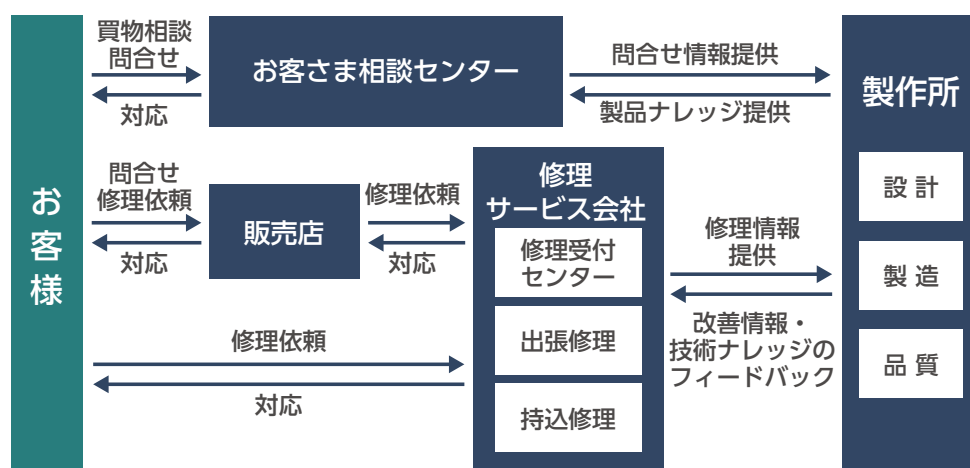 お客様
買物相談
問合せ
対応
お客さま相談センター
問合せ情報提供
製品ナレッジ提供
製作所
設計
製造
品質
問合せ
修理依頼
対応
販売店
修理依頼
対応
修理
サービス会社
修理受付
センター
出張修理
持込修理
修理情報
提供
改善情報・
技術ナレッジの
フィードバック
修理依頼
対応